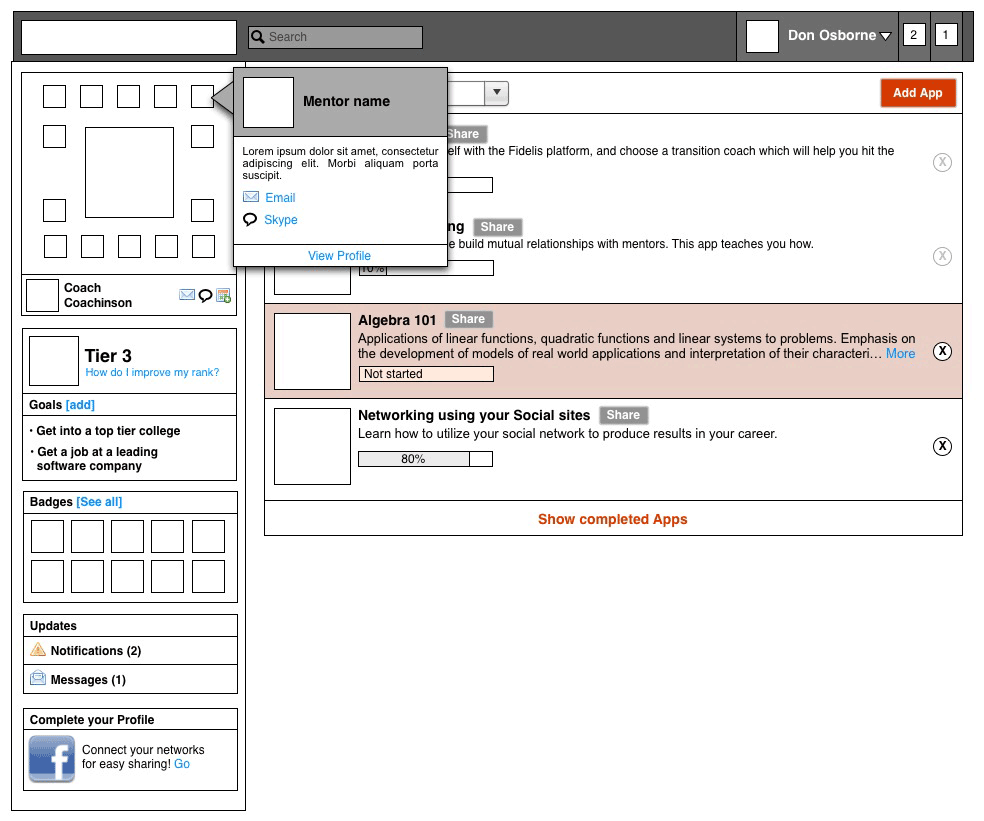 Search
Don Osborne
2
1
Add App
Mentor name
Lorem ipsum dolor sit amet, consectetur
adipiscing elit. Morbi aliquam porta
suscipit.
Email
Skype
View Profile
Coach
Coachinson
Tier 3
How do I improve my rank?
Goals [add]
• Get into a top tier college
• Get a job at a leading
software company
Badges [See all]
Updates
Notifications (2)
Messages (1)
Complete your Profile
f
Connect your networks
for easy sharing! Go
Share
elf with the Fidelis platform, and choose a transition coach which will help you hit the
X
ng Share
e build mutual relationships with mentors. This app teaches you how.
X
10%
Algebra 101 Share
Applications of linear functions, quadratic functions and linear systems to problems. Emphasis on
the development of models of real world applications and interpretation of their characteri... More
X
Not started
Networking using your Social sites Share
Learn how to utilize your social network to produce results in your career.
X
80%
Show completed Apps